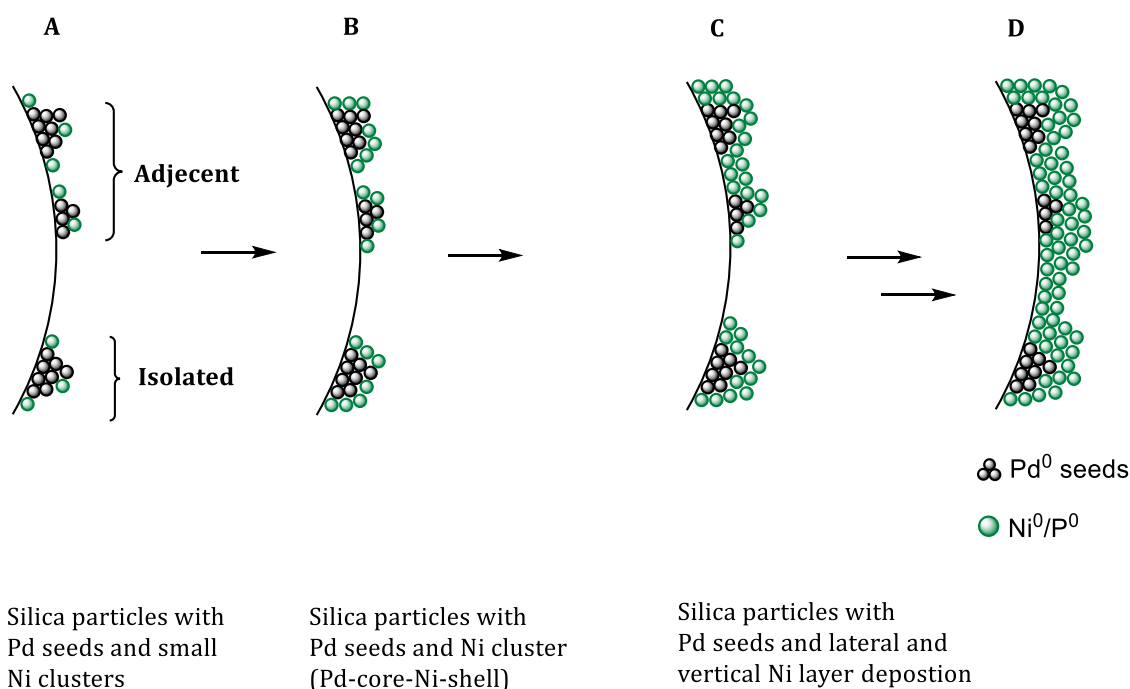 A
B
C
D
Adjecent
Isolated
Pd⁰ seeds
Ni⁰/P⁰
Silica particles with
Pd seeds and small
Ni clusters
Silica particles with
Pd seeds and Ni cluster
(Pd-core-Ni-shell)
Silica particles with
Pd seeds and lateral and
vertical Ni layer depostion